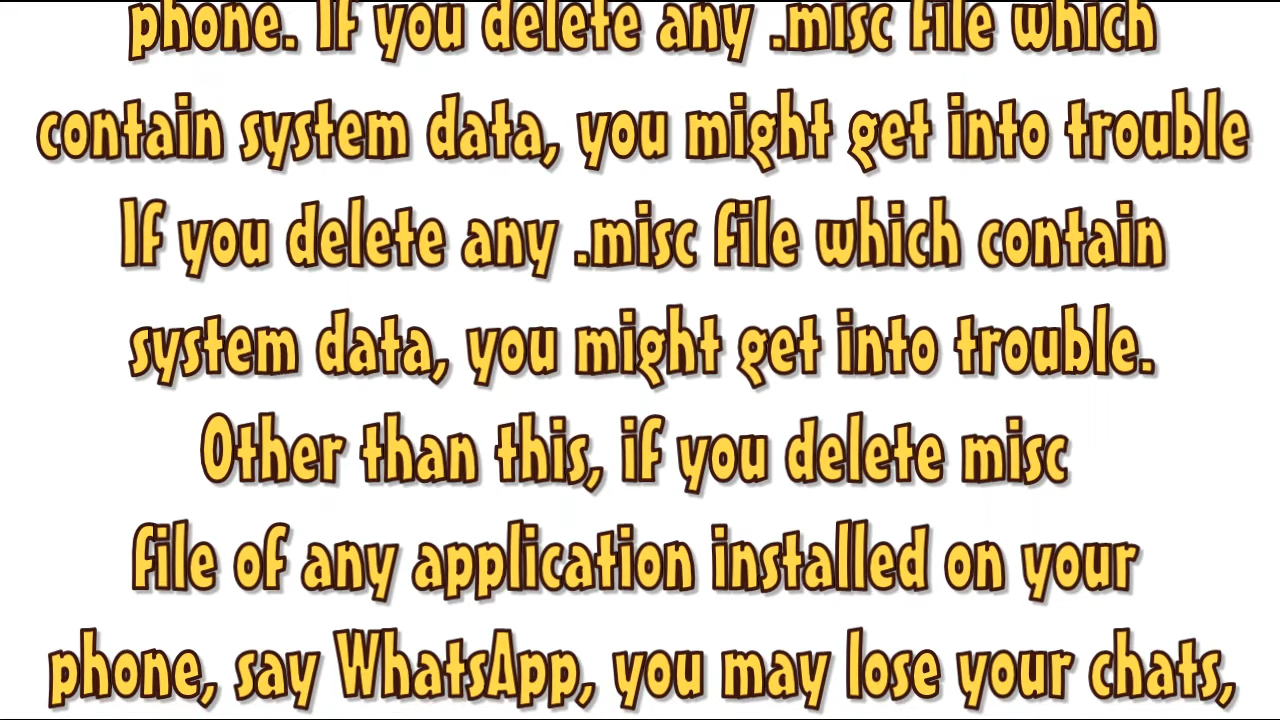 phone. If you delete any .misc file which
contain system data, you might get into trouble
If you delete any .misc file which contain
system data, you might get into trouble.
Other than this, if you delete misc
file of any application installed on your
phone, say WhatsApp, you may lose your chats,